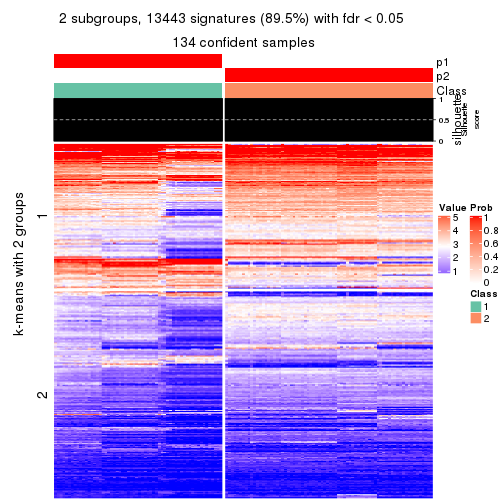 2 subgroups, 13443 signatures (89.5%) with fdr < 0.05
134 confident samples
p1
p2
Class
1
0.5
0
silhouette
Silhouette
score
k-means with 2 groups
1
2
Value
5
4
3
2
1
Prob
1
0.8
0.6
0.4
0.2
0
Class
1
2